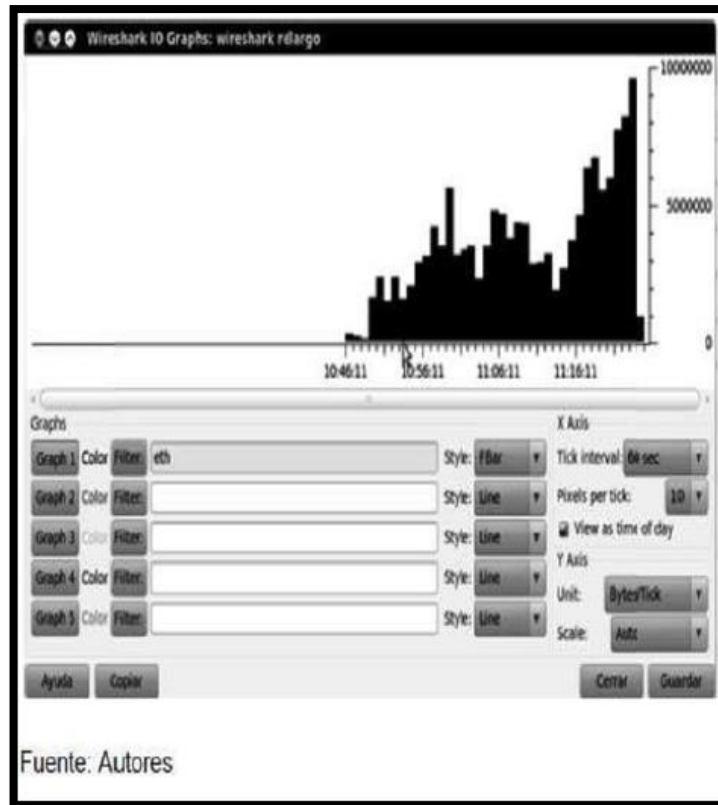 Wireshark IO Graphs: wireshark rdlargo
10000000
5000000
0
10:46:11 10:56:11 11:06:11 11:16:11
Graphs
X Axis
Graph 1 Color Filter: eth Style: FBar Tick interval: sec
Graph 2 Color Filter: Style: Line Pixels per tick: 10
Graph 3 Color Filter: Style: Line View as time of day
Y Axis
Graph 4 Color Filter: Style: Line Unit: Bytes/Tick
Graph 5 Color Filter: Style: Line Scale: Auto
Ayuda Copiar Cerrar Guardar
Fuente: Autores